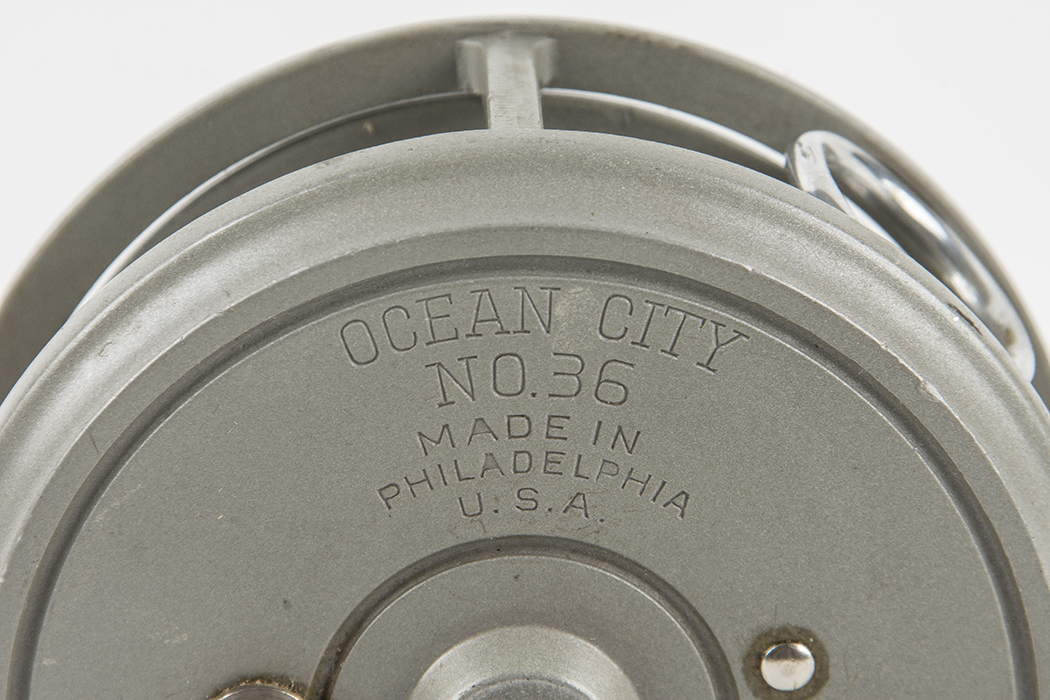 OCEAN CITY
NO.36
MADE IN
PHILADELPHIA
U.S.A.